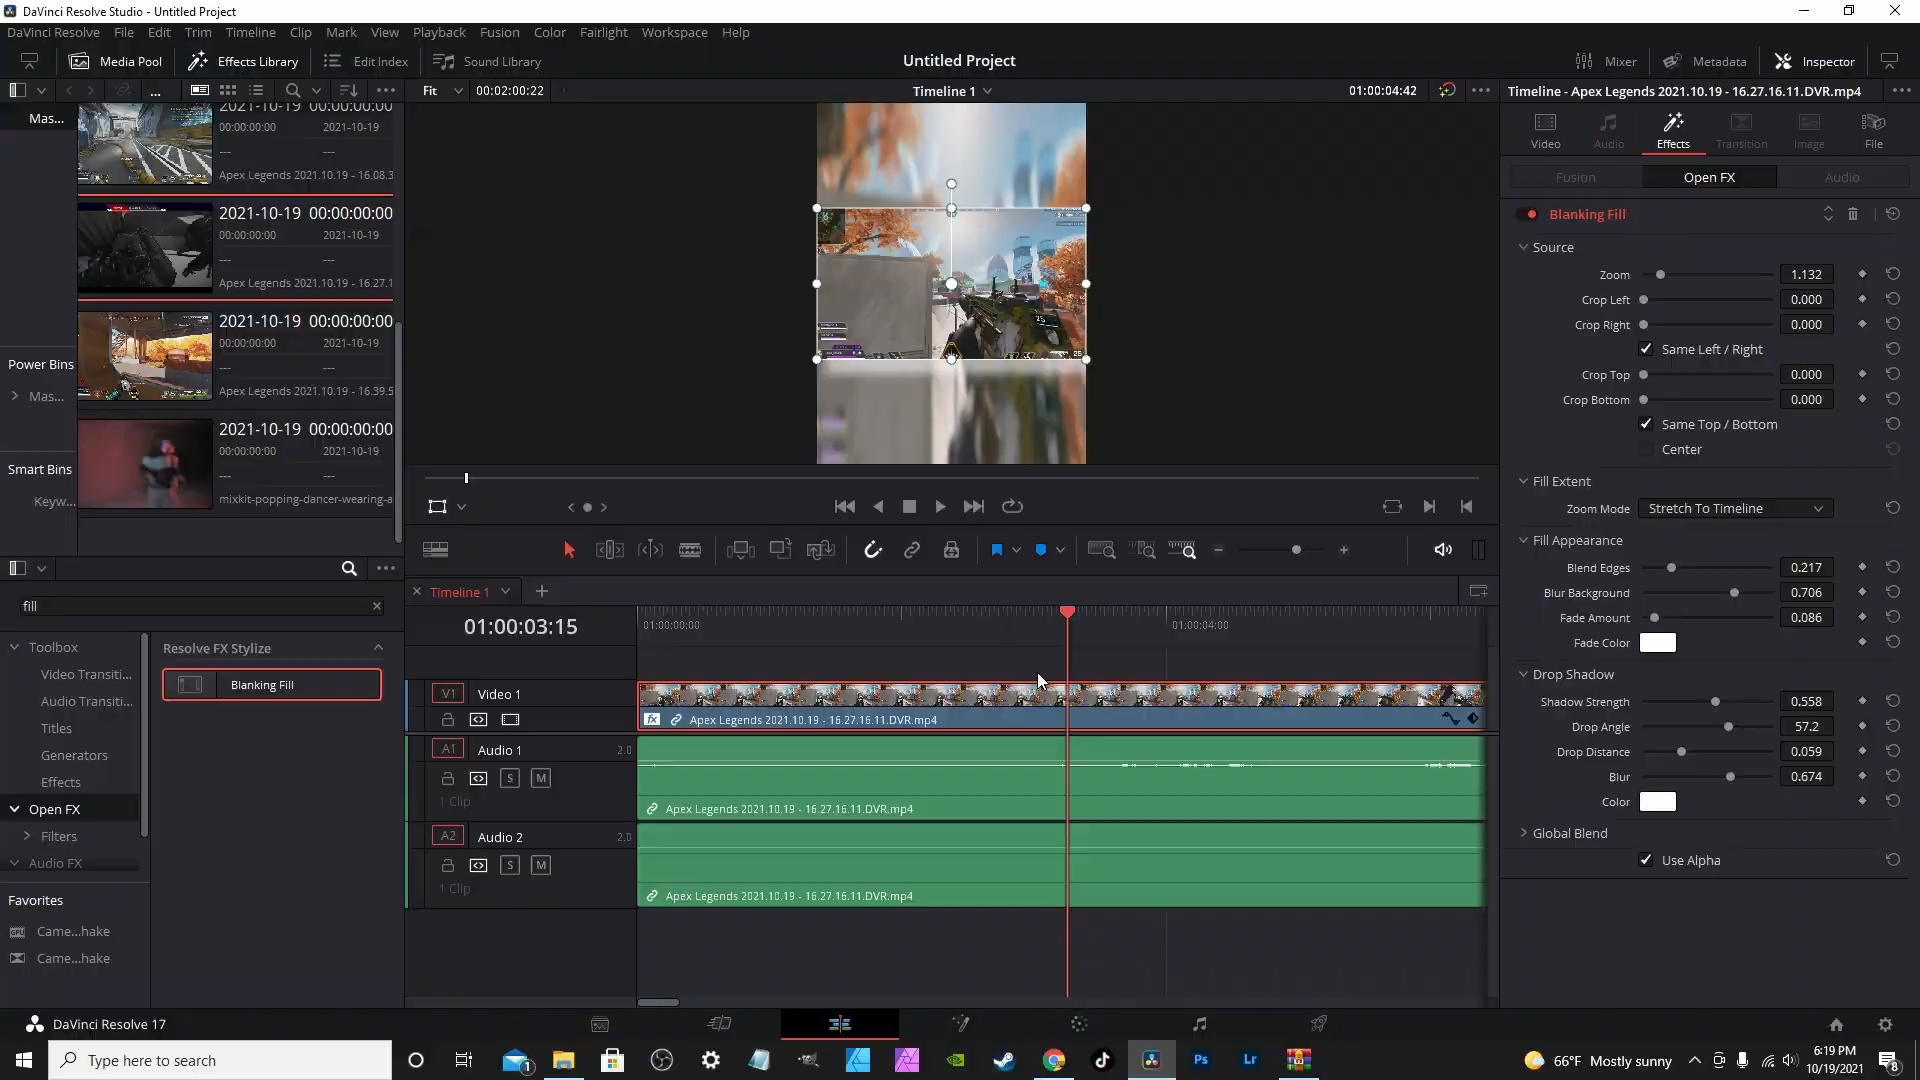 DaVinci Resolve Studio - Untitled Project
DaVinci Resolve File Edit Trim Timeline Clip Mark View Playback Fusion Color Fairlight Workspace Help
Media Pool Effects Library Edit Index Sound Library Untitled Project Mixer Metadata Inspector
... Fit 00:02:00:22 Timeline 1 01:00:04:42 Timeline - Apex Legends 2021.10.19 - 16.27.16.11.DVR.mp4
Mas...
2021-10-19 00:00:00:00
00:00:00:00 2021-10-19
---  ---
Apex Legends 2021.10.19 - 16.08.3
2021-10-19 00:00:00:00
00:00:00:00 2021-10-19
---  ---
Apex Legends 2021.10.19 - 16.27.1
2021-10-19 00:00:00:00
00:00:00:00 2021-10-19
---  ---
Apex Legends 2021.10.19 - 16.39.5
2021-10-19 00:00:00:00
00:00:00:00 2021-10-19
---  ---
mixkit-popping-dancer-wearing-a
Power Bins
Mas...
Smart Bins
Keyw...
fill
Toolbox
Video Transiti...
Audio Transiti...
Titles
Generators
Effects
Open FX
Filters
Audio FX
Favorites
Came...hake
Came...hake
Resolve FX Stylize
Blanking Fill
Timeline 1
01:00:03:15
01:00:00:00 01:00:04:00
V1 Video 1
Apex Legends 2021.10.19 - 16.27.16.11.DVR.mp4
A1 Audio 1 2.0
S M
1 Clip
Apex Legends 2021.10.19 - 16.27.16.11.DVR.mp4
A2 Audio 2 2.0
S M
1 Clip
Apex Legends 2021.10.19 - 16.27.16.11.DVR.mp4
Video Audio Effects Transition Image File
Fusion Open FX Audio
Blanking Fill
Source
Zoom 1.132
Crop Left 0.000
Crop Right 0.000
Same Left / Right
Crop Top 0.000
Crop Bottom 0.000
Same Top / Bottom
Center
Fill Extent
Zoom Mode Stretch To Timeline
Fill Appearance
Blend Edges 0.217
Blur Background 0.706
Fade Amount 0.086
Fade Color
Drop Shadow
Shadow Strength 0.558
Drop Angle 57.2
Drop Distance 0.059
Blur 0.674
Color
Global Blend
Use Alpha
DaVinci Resolve 17
Type here to search
1
Ps
Lr
66°F Mostly sunny
6:19 PM
10/19/2021
8